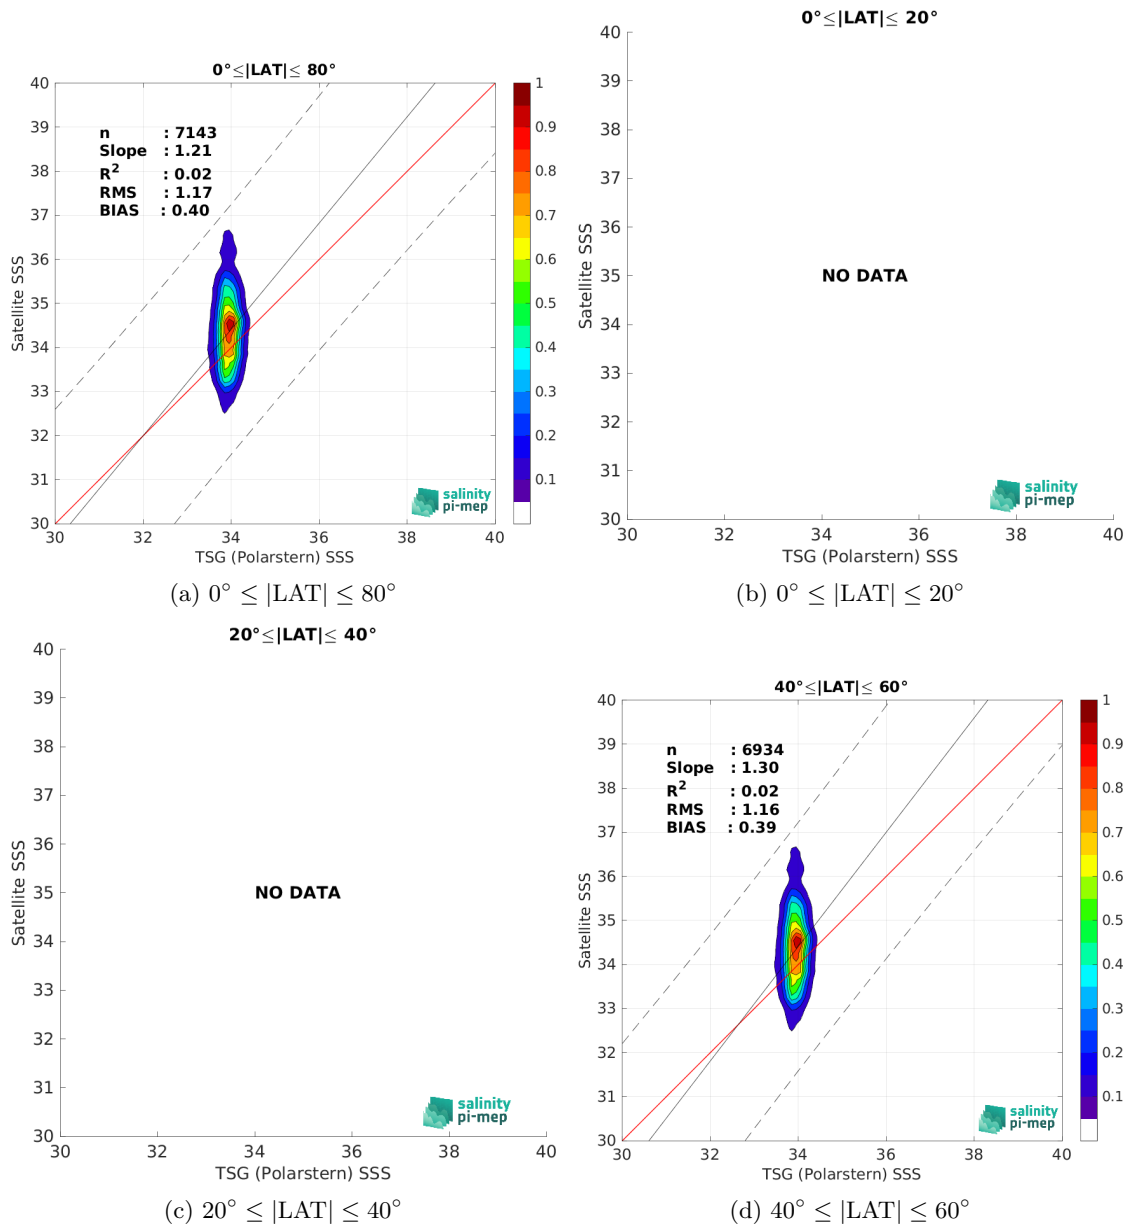 0°≤|LAT|≤ 80°
40
39
38
37
36
35
34
33
32
31
30
Satellite SSS
n : 7143
Slope : 1.21
R² : 0.02
RMS : 1.17
BIAS : 0.40
salinity
pi-mep
30 32 34 36 38 40
TSG (Polarstern) SSS
1
0.9
0.8
0.7
0.6
0.5
0.4
0.3
0.2
0.1
(a) 0° ≤ |LAT| ≤ 80°
0°≤|LAT|≤ 20°
40
39
38
37
36
35
34
33
32
31
30
Satellite SSS
NO DATA
salinity
pi-mep
30 32 34 36 38 40
TSG (Polarstern) SSS
(b) 0° ≤ |LAT| ≤ 20°
20°≤|LAT|≤ 40°
40
39
38
37
36
35
34
33
32
31
30
Satellite SSS
NO DATA
salinity
pi-mep
30 32 34 36 38 40
TSG (Polarstern) SSS
(c) 20° ≤ |LAT| ≤ 40°
40°≤|LAT|≤ 60°
40
39
38
37
36
35
34
33
32
31
30
Satellite SSS
n : 6934
Slope : 1.30
R² : 0.02
RMS : 1.16
BIAS : 0.39
salinity
pi-mep
30 32 34 36 38 40
TSG (Polarstern) SSS
1
0.9
0.8
0.7
0.6
0.5
0.4
0.3
0.2
0.1
(d) 40° ≤ |LAT| ≤ 60°